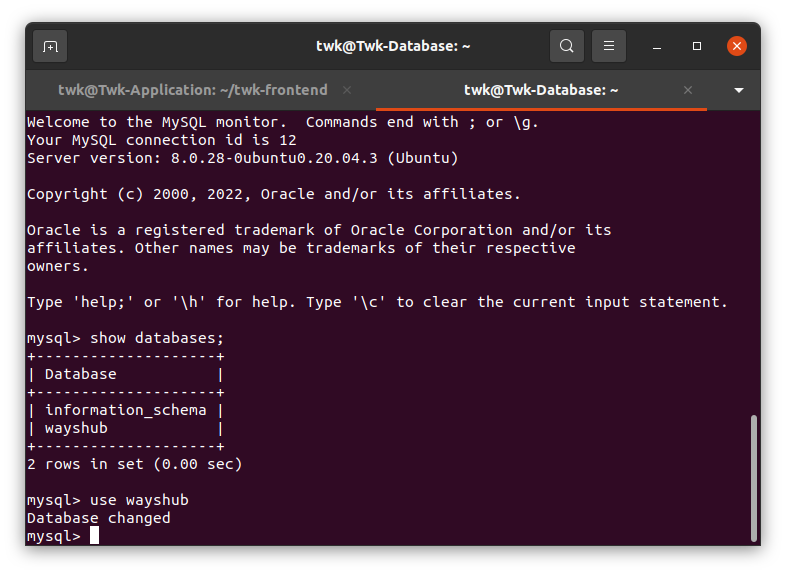 twk@Twk-Database: ~
twk@Twk-Application: ~/twk-frontend
twk@Twk-Database: ~
Welcome to the MySQL monitor.  Commands end with ; or \g.
Your MySQL connection id is 12
Server version: 8.0.28-0ubuntu0.20.04.3 (Ubuntu)
Copyright (c) 2000, 2022, Oracle and/or its affiliates.
Oracle is a registered trademark of Oracle Corporation and/or its
affiliates. Other names may be trademarks of their respective
owners.
Type 'help;' or '\h' for help. Type '\c' to clear the current input statement.
mysql> show databases;
+--------------------+
| Database           |
+--------------------+
| information_schema |
| wayshub            |
+--------------------+
2 rows in set (0.00 sec)
mysql> use wayshub
Database changed
mysql>